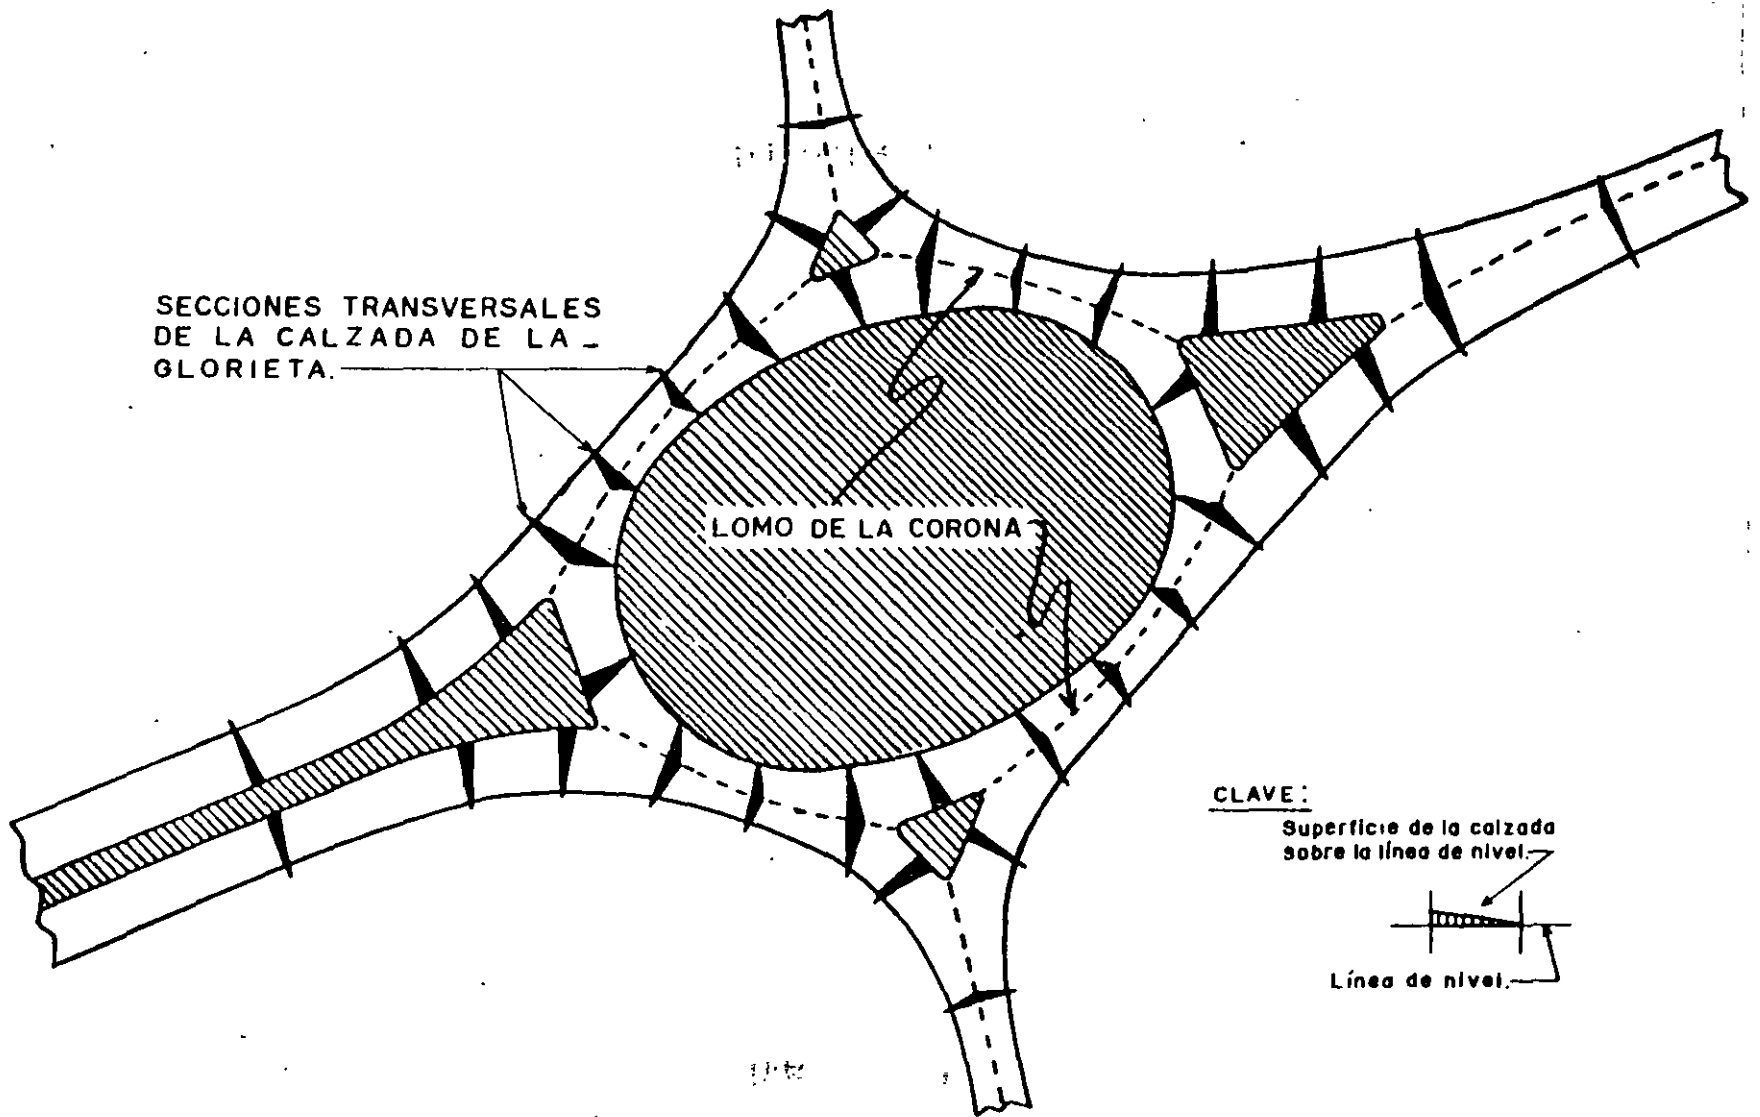 SECCIONES TRANSVERSALES
DE LA CALZADA DE LA _
GLORIETA.
LOMO DE LA CORONA
CLAVE:
Superficie de la calzada
sobre la línea de nivel.
Línea de nivel.